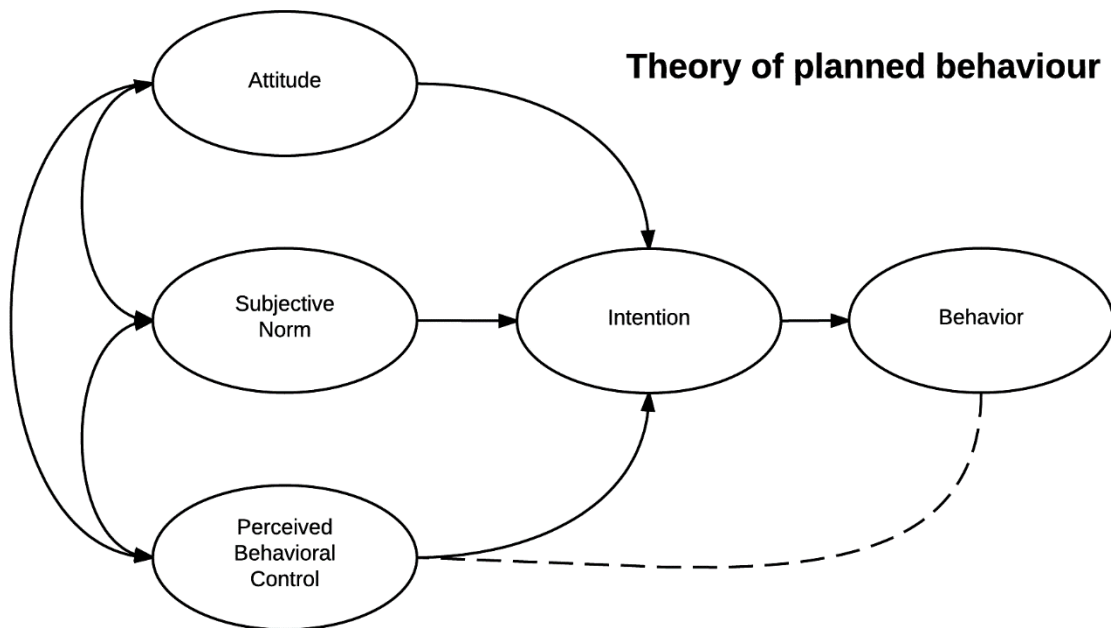 Theory of planned behaviour
Attitude
Subjective
Norm
Intention
Behavior
Perceived
Behavioral
Control